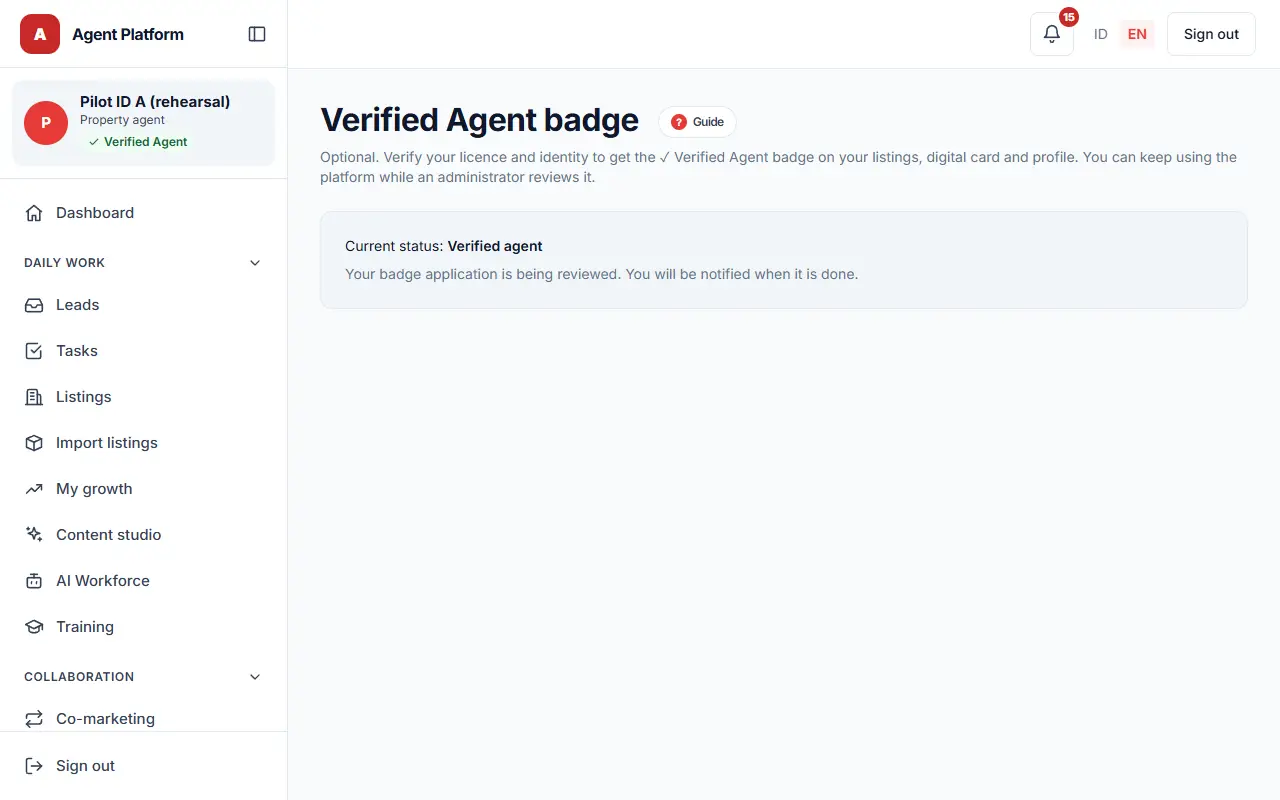 A
Agent Platform
15
ID
EN
Sign out
P
Pilot ID A (rehearsal)
Property agent
✓ Verified Agent
Dashboard
DAILY WORK
Leads
Tasks
Listings
Import listings
My growth
Content studio
AI Workforce
Training
COLLABORATION
Co-marketing
Sign out
Verified Agent badge
? Guide
Optional. Verify your licence and identity to get the ✓ Verified Agent badge on your listings, digital card and profile. You can keep using the
platform while an administrator reviews it.
Current status: Verified agent
Your badge application is being reviewed. You will be notified when it is done.